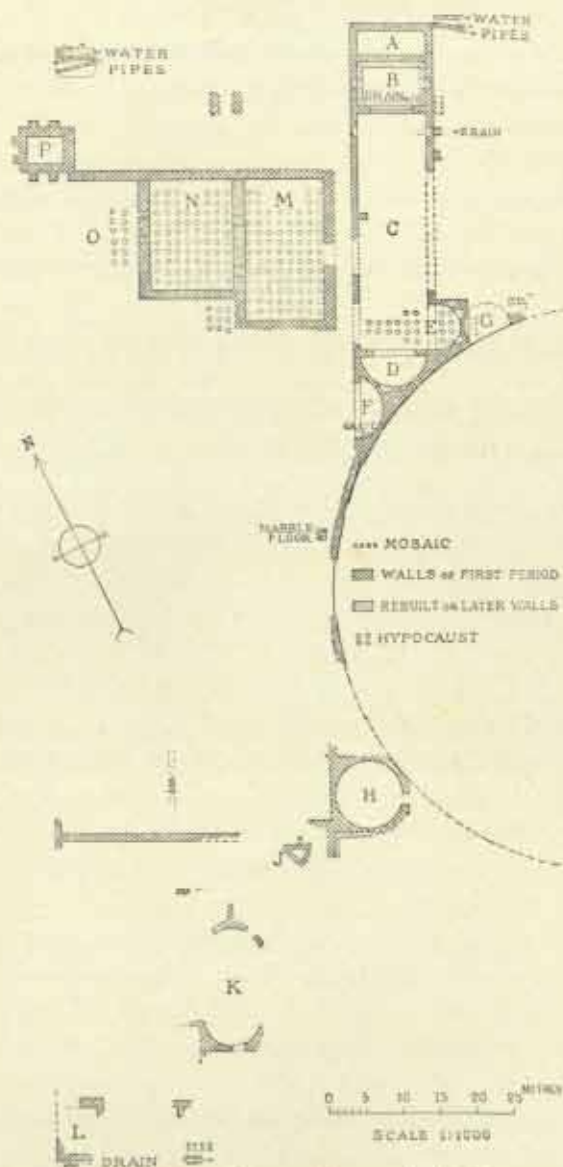 WATER
PIPES
A
WATER
PIPES
B
DRAIN
DRAIN
P
N
M
O
C
E
G
D
F
N
MARBLE
FLOOR
MOSAIC
WALLS OF FIRST PERIOD
REBUILT OR LATER WALLS
HYPOCAUST
H
K
L
DRAIN
0 5 10 15 20 25 METRES
SCALE 1:1000